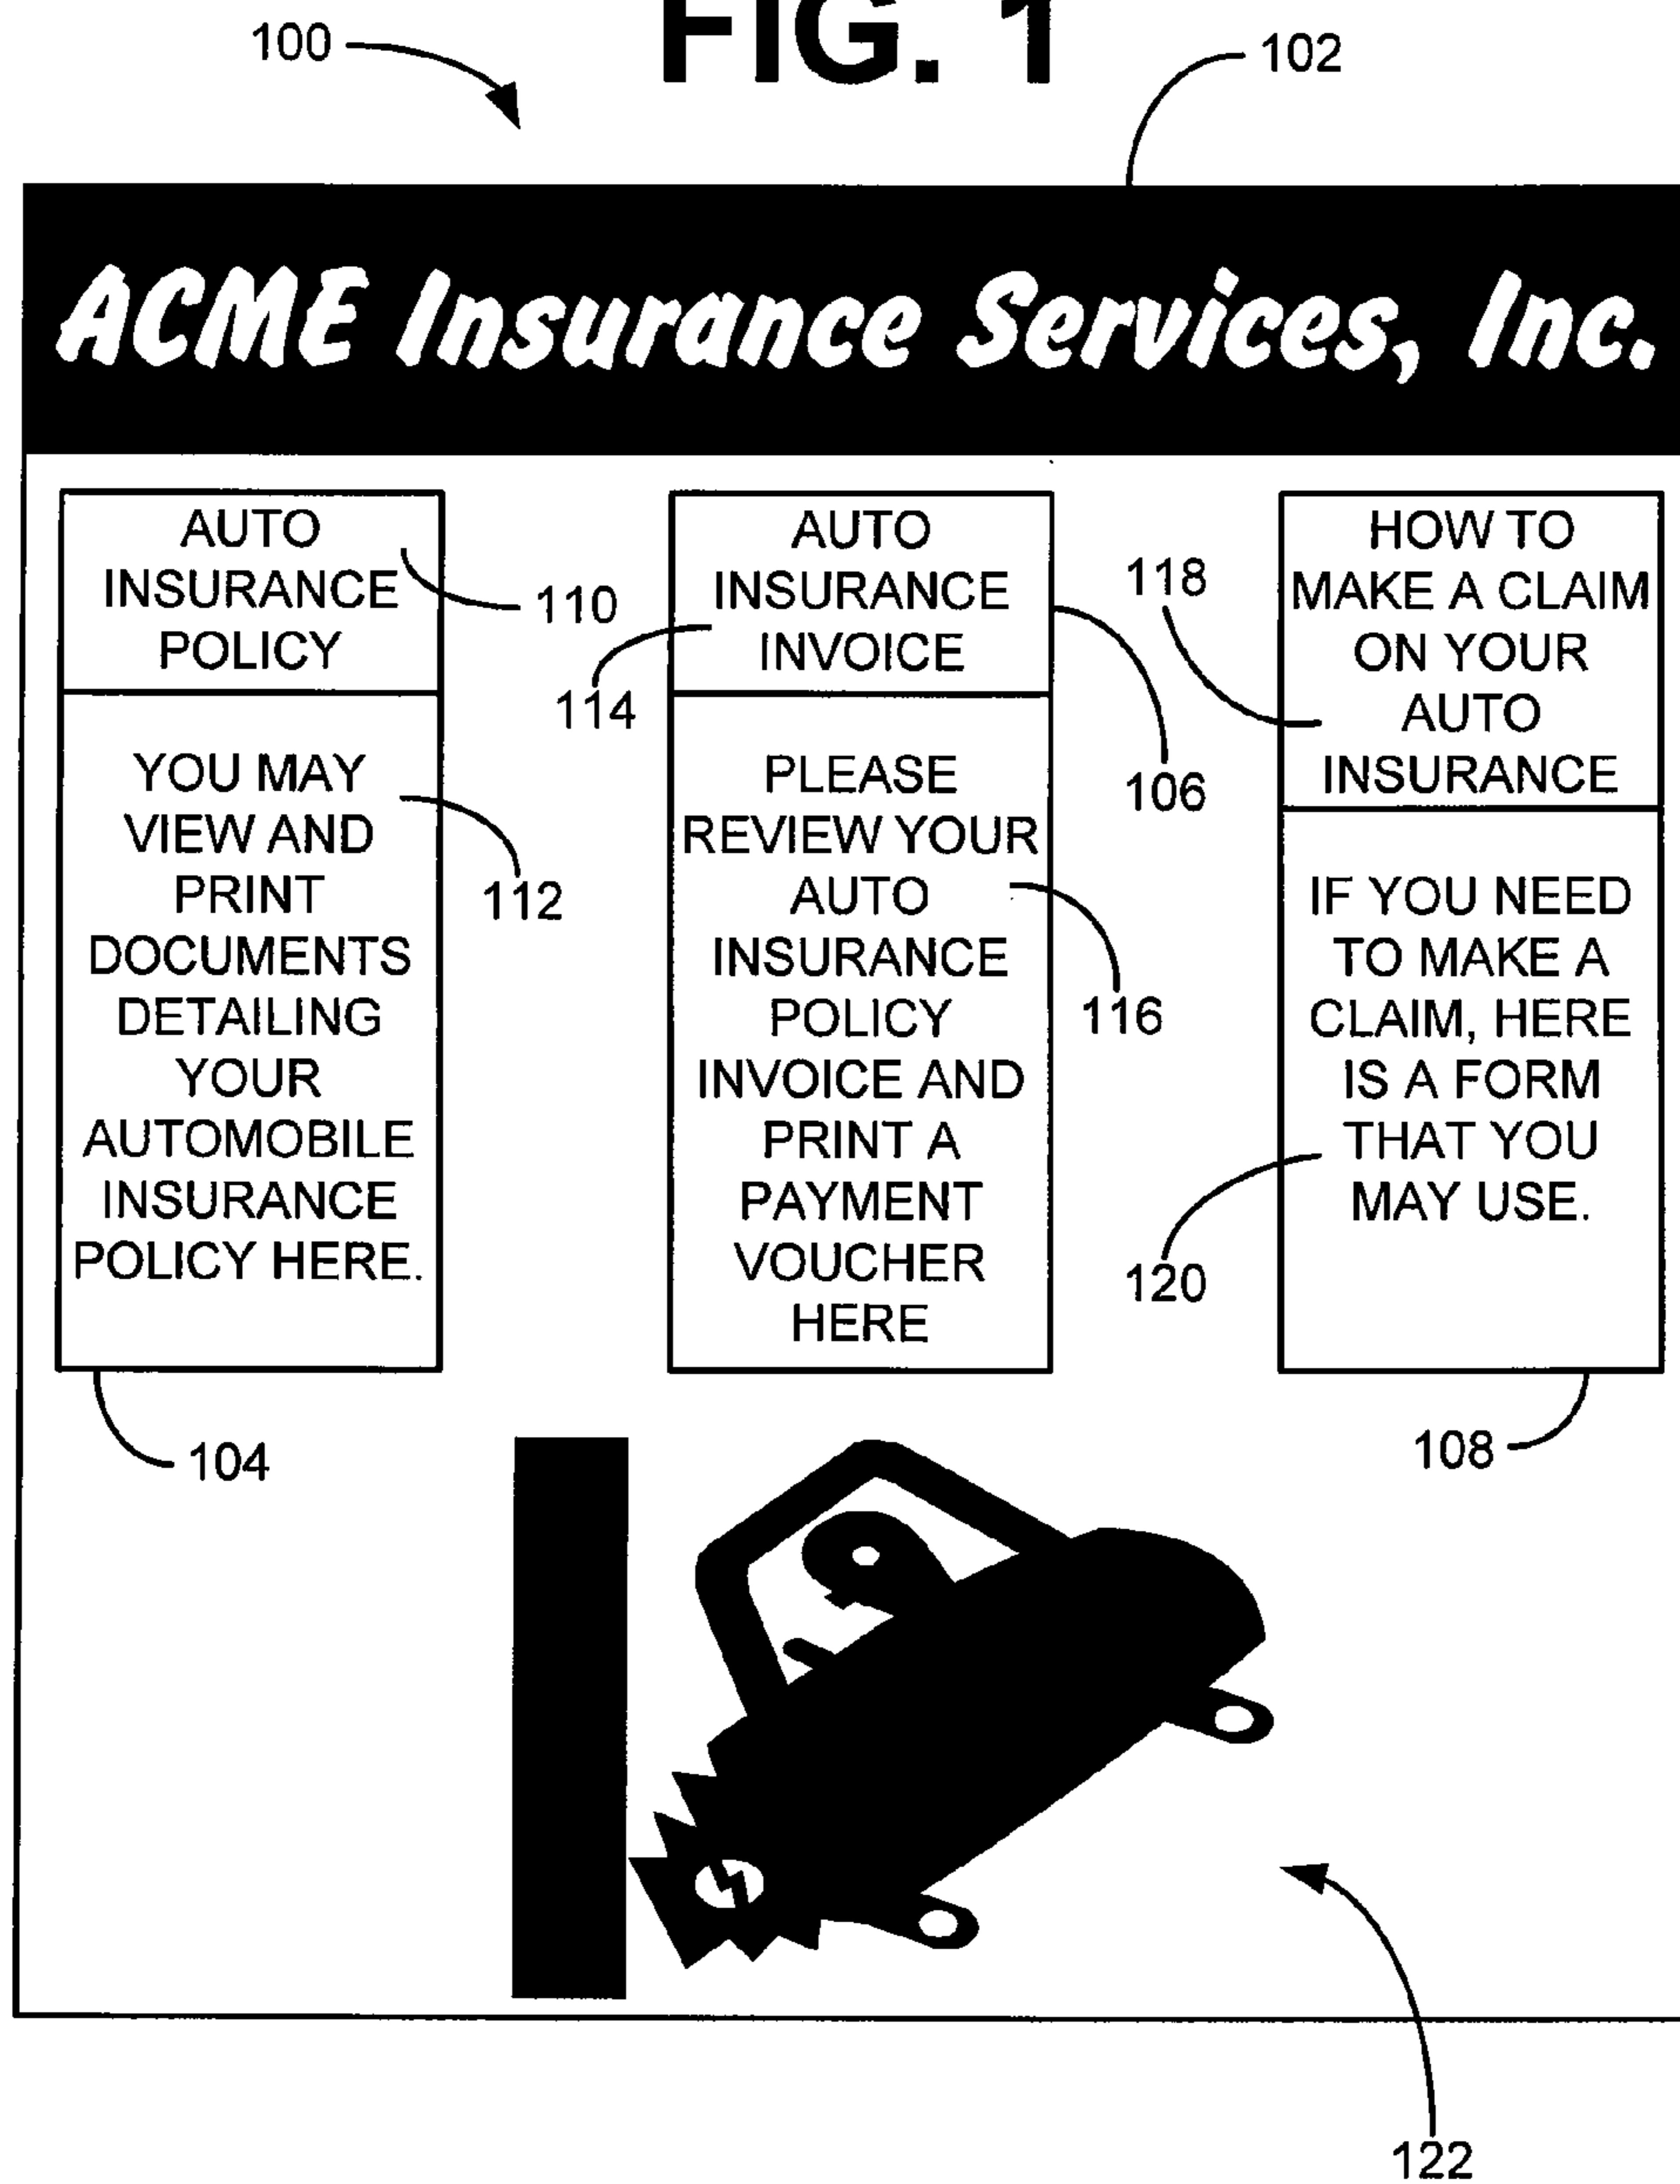 FIG. 1
100
102
ACME Insurance Services, Inc.
AUTO
INSURANCE
POLICY
110
YOU MAY
VIEW AND
PRINT
DOCUMENTS
DETAILING
YOUR
AUTOMOBILE
INSURANCE
POLICY HERE.
112
104
AUTO
INSURANCE
INVOICE
114
106
PLEASE
REVIEW YOUR
AUTO
INSURANCE
POLICY
INVOICE AND
PRINT A
PAYMENT
VOUCHER
HERE
116
HOW TO
MAKE A CLAIM
ON YOUR
AUTO
INSURANCE
118
IF YOU NEED
TO MAKE A
CLAIM, HERE
IS A FORM
THAT YOU
MAY USE.
120
108
122